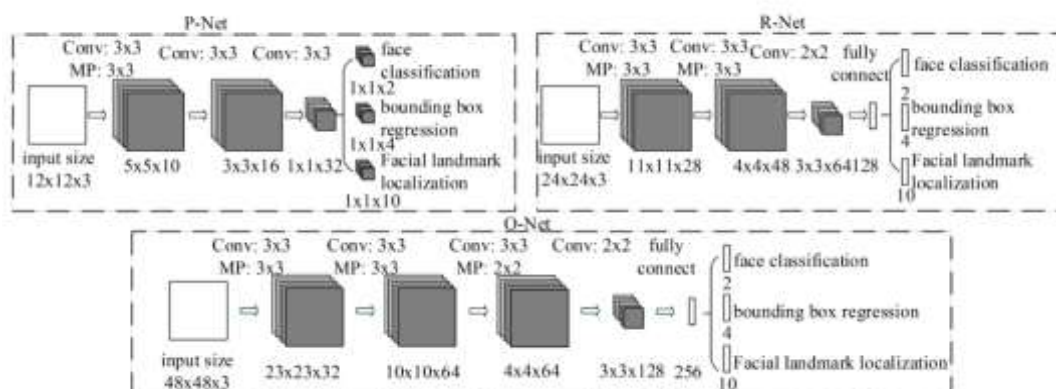 P-Net
Conv: 3x3 Conv: 3x3 Conv: 3x3
MP: 3x3
face
classification
1x1x2
bounding box
regression
1x1x4
Facial landmark
localization
1x1x10
input size
12x12x3
5x5x10
3x3x16
1x1x32
R-Net
Conv: 3x3 Conv: 3x3 Conv: 2x2 fully
MP: 3x3 MP: 3x3 connect
face classification
2
bounding box
regression
4
Facial landmark
localization
10
input size
24x24x3
11x11x28
4x4x48
3x3x64
128
O-Net
Conv: 3x3 Conv: 3x3 Conv: 3x3 Conv: 2x2 fully
MP: 3x3 MP: 3x3 MP: 2x2 connect
face classification
2
bounding box regression
4
Facial landmark localization
10
input size
48x48x3
23x23x32
10x10x64
4x4x64
3x3x128
256